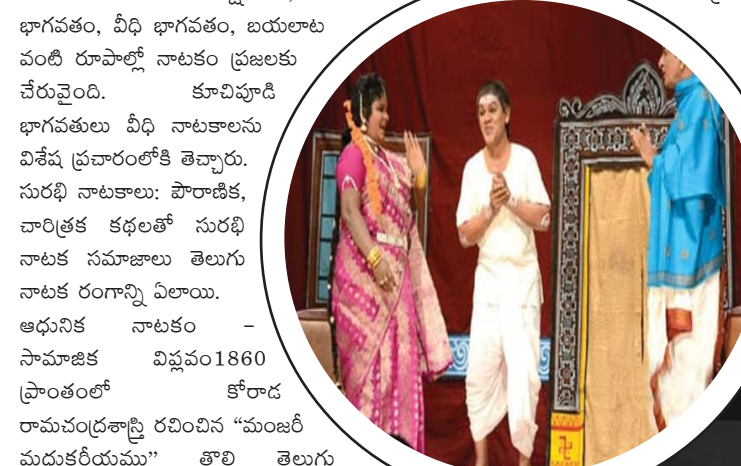 భాగవతం, వీధి భాగవతం, బయలాట
వంటి రూపాల్లో నాటకం ప్రజలకు
చేరువైంది. కూచిపూడి
భాగవతులు వీధి నాటకాలను
విశేష ప్రచారంలోకి తెచ్చారు.
సురభి నాటకాలు: పౌరాణిక,
చారిత్రక కథలతో సురభి
నాటక సమాజాలు తెలుగు
నాటక రంగాన్ని ఏలాయి.
ఆధునిక నాటకం –
సామాజిక విప్లవం1860
ప్రాంతంలో కోరాడ
రామచంద్రశాస్త్రి రచించిన “మంజరీ
మధుకరీయము” తొలి తెలుగు